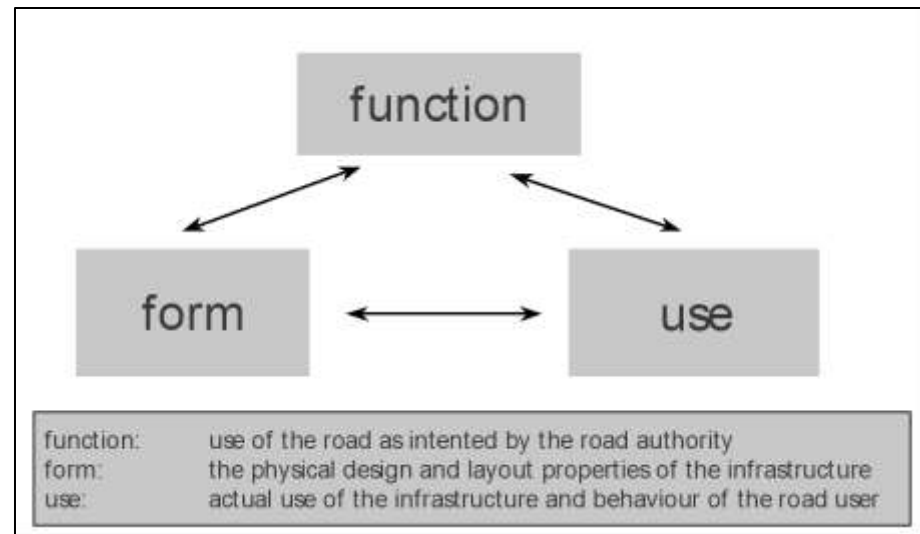 function
form
use
function: use of the road as intented by the road authority
form: the physical design and layout properties of the infrastructure
use: actual use of the infrastructure and behaviour of the road user